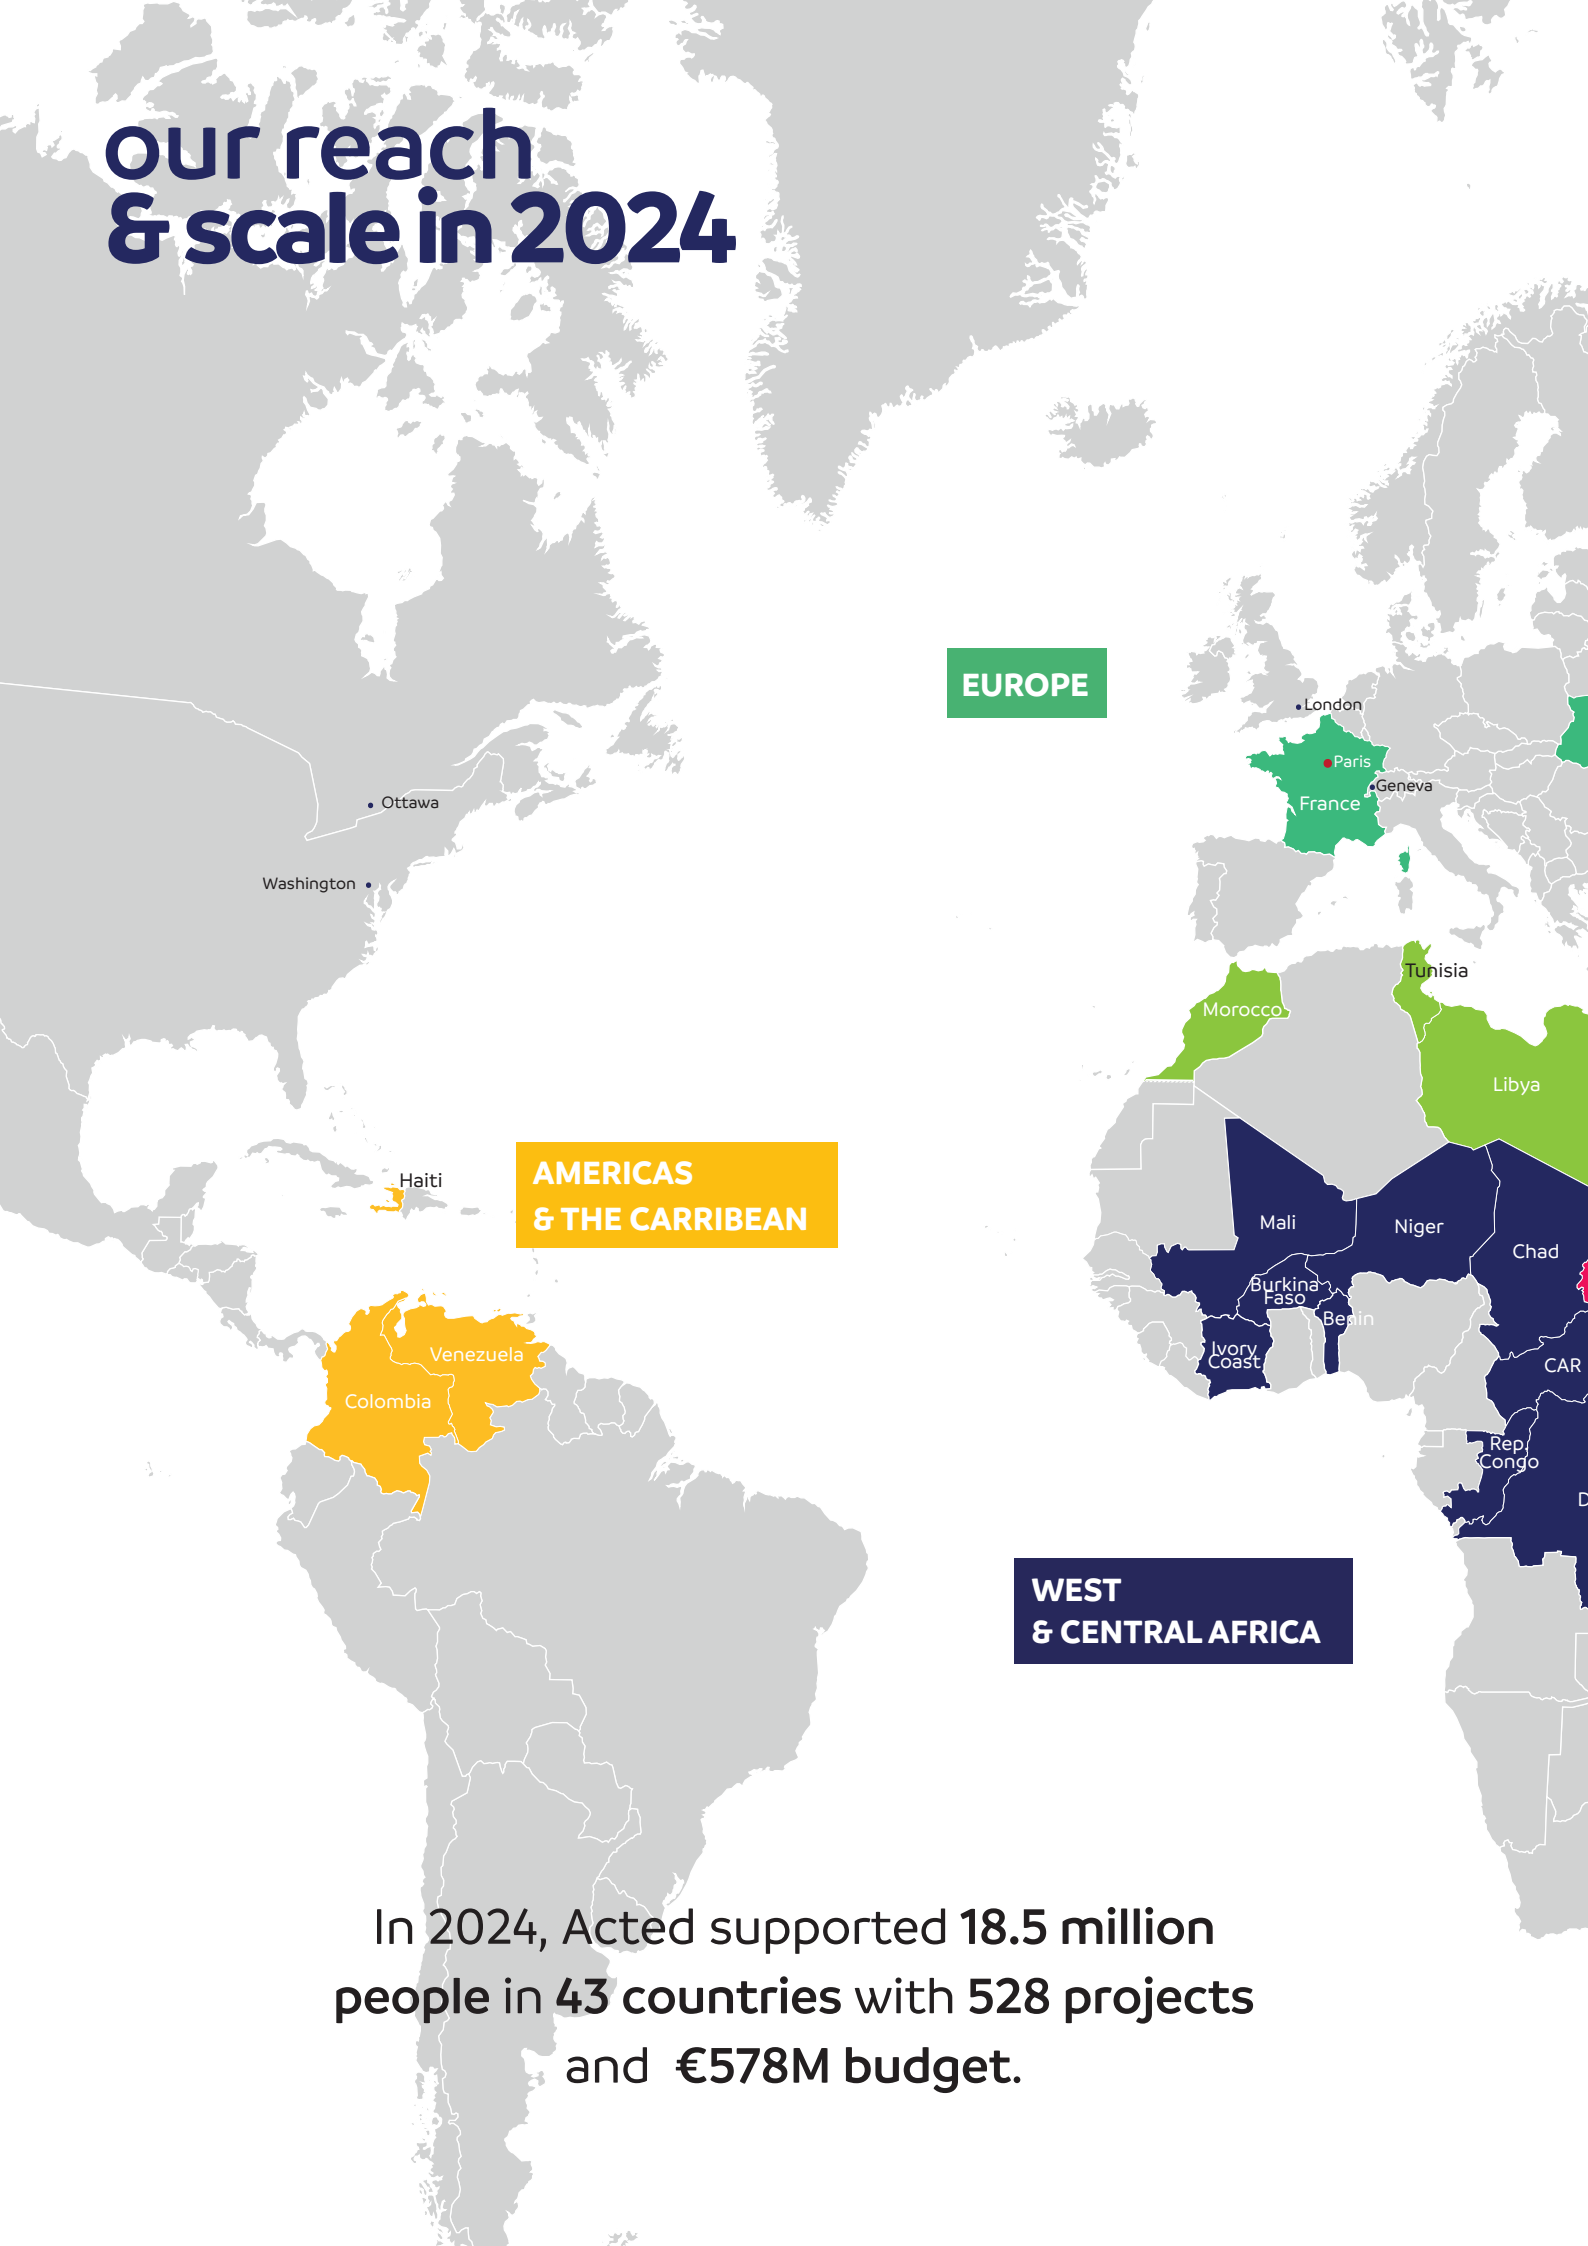 our reach
& scale in 2024
EUROPE
London
Paris
Geneva
France
Ottawa
Washington
Tunisia
Morocco
Libya
Haiti
AMERICAS
& THE CARRIBEAN
Mali
Niger
Chad
Burkina
Faso
Benin
Ivory
Coast
CAR
Venezuela
Colombia
Rep.
Congo
D
WEST
& CENTRAL AFRICA
In 2024, Acted supported 18.5 million
people in 43 countries with 528 projects
and €578M budget.